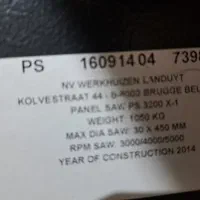 PS 16091404 7398
NV WERKHUIZEN LANDUYT
KOLVESTRAAT 44 - B-8000 BRUGGE BEL
PANEL SAW: PS 3200 X-1
WEIGHT: 1050 KG
MAX DIA SAW: 30 X 450 MM
RPM SAW: 3000/4000/5000
YEAR OF CONSTRUCTION 2014